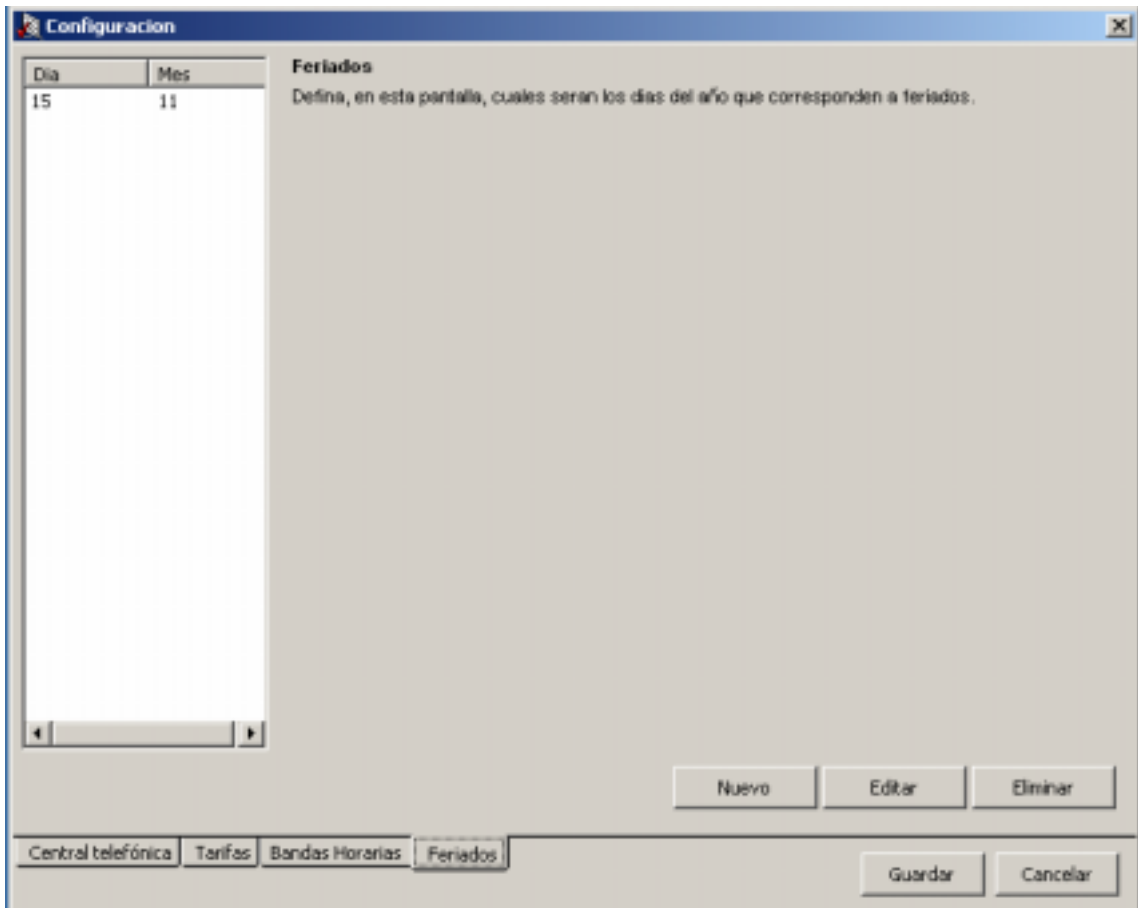 Configuracion
Dia Mes
15 11
Feriados
Defina, en esta pantalla, cuales seran los dias del año que corresponden a feriados.
Nuevo Editar Eliminar
Central telefónica Tarifas Bandas Horarias Feriados
Guardar Cancelar